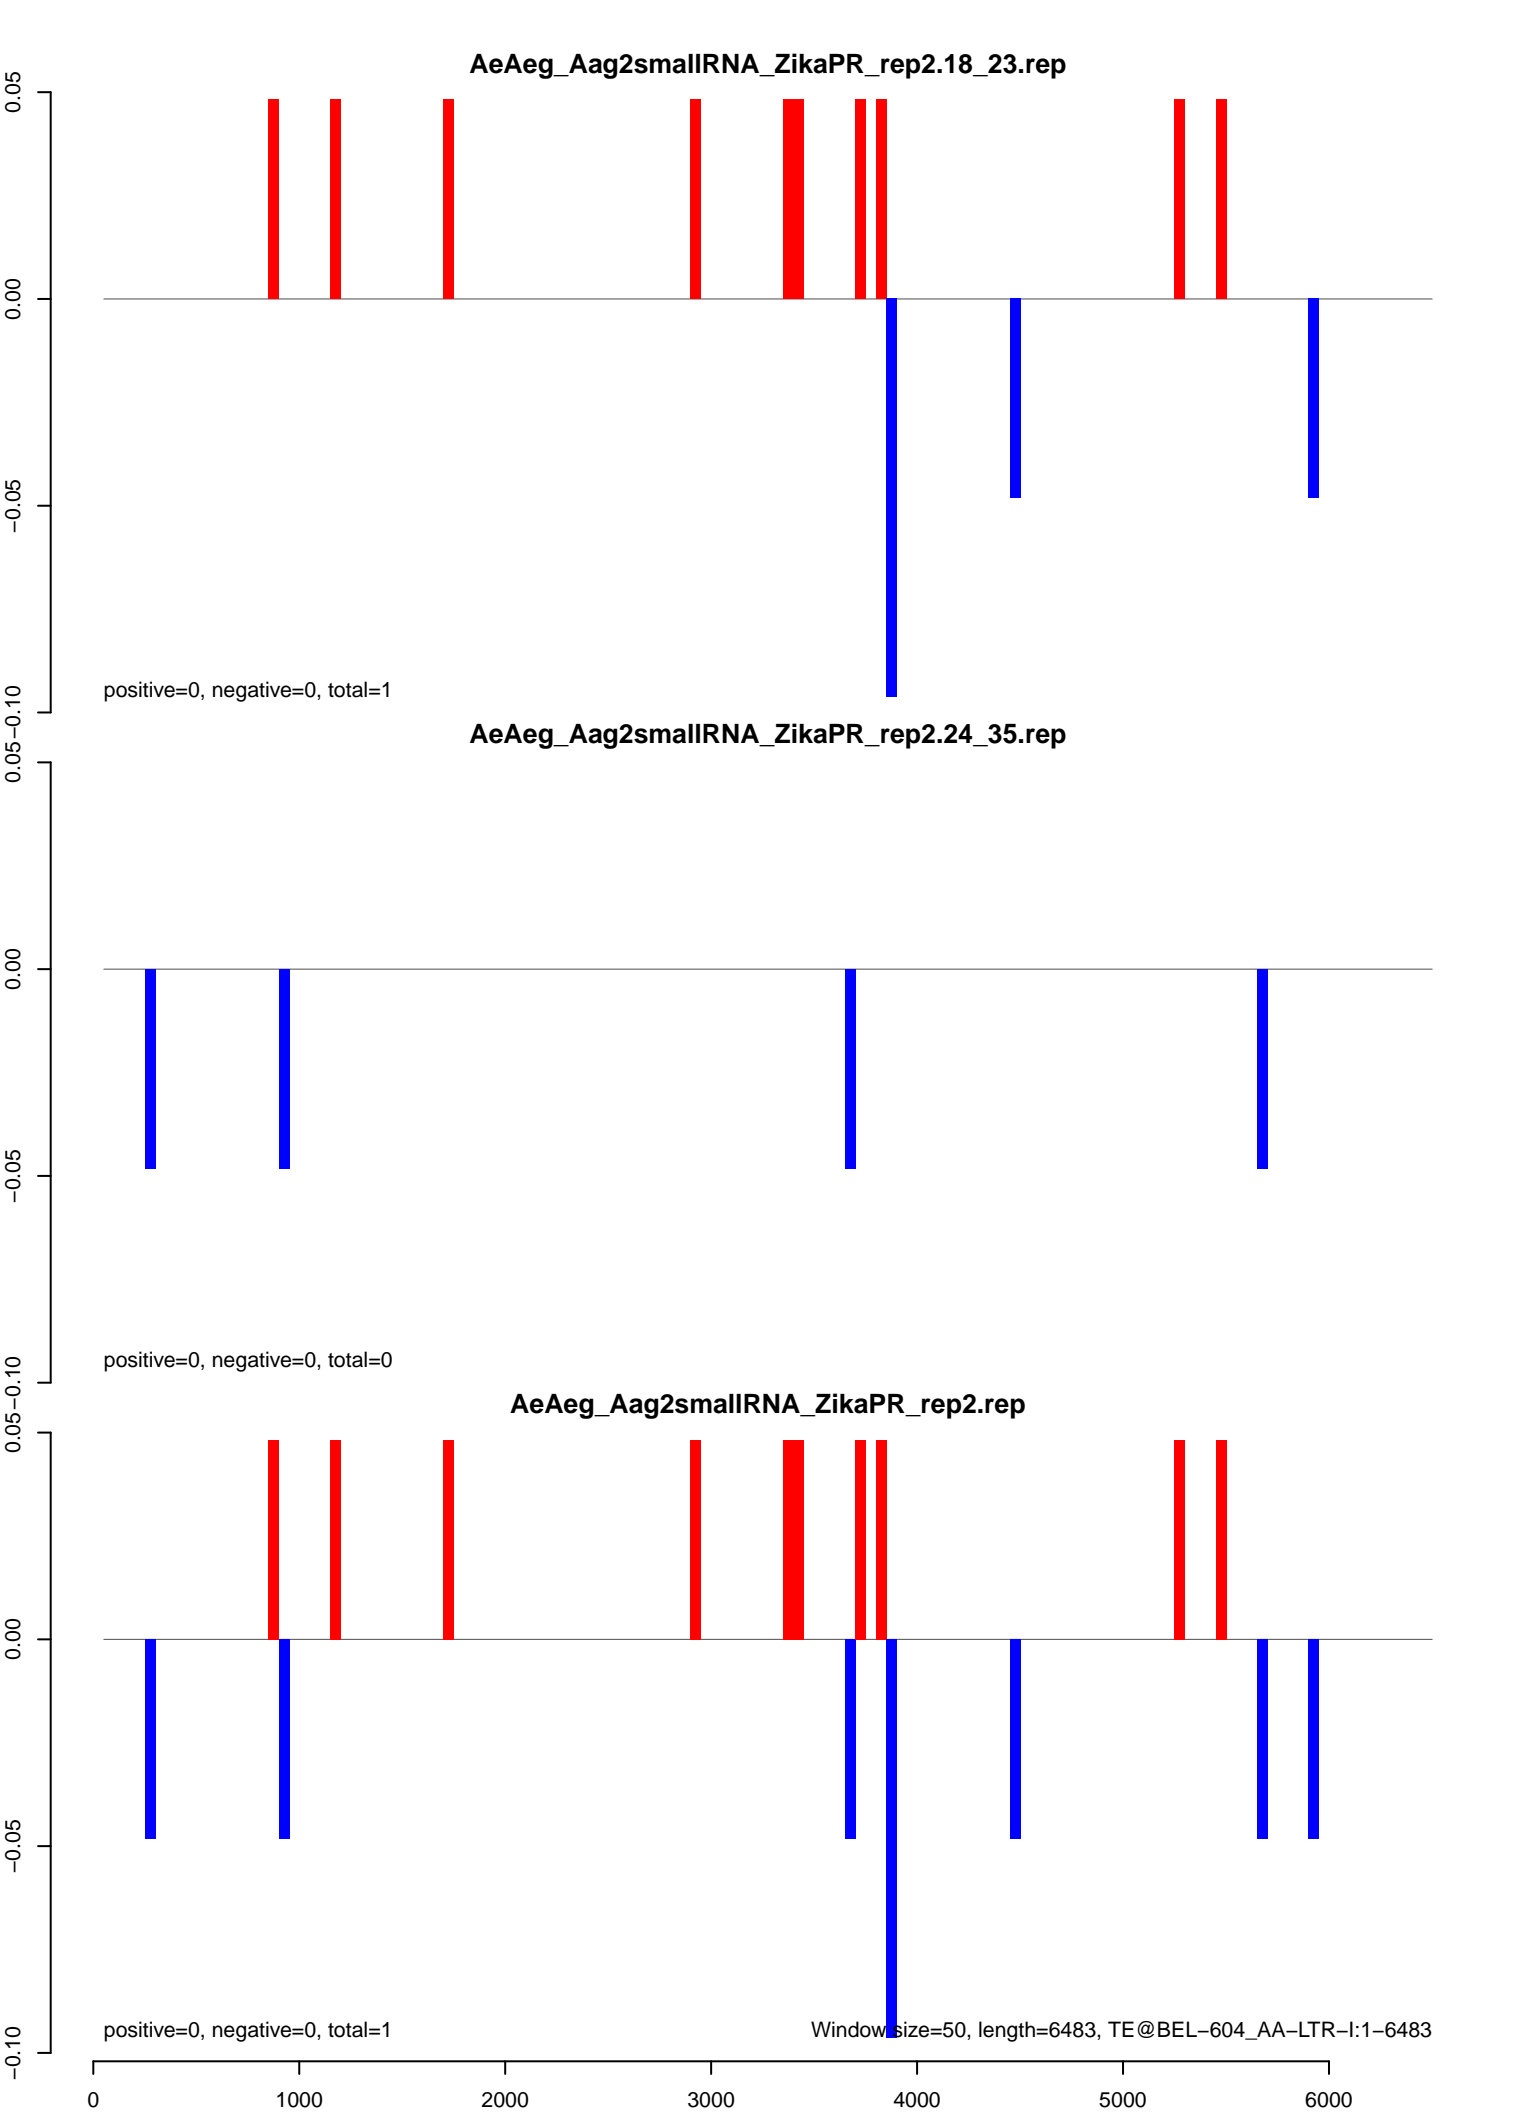 AeAeg_Aag2smallRNA_ZikaPR_rep2.18_23.rep
0.05
0.00
−0.05
−0.10
positive=0, negative=0, total=1
AeAeg_Aag2smallRNA_ZikaPR_rep2.24_35.rep
0.05
0.00
−0.05
−0.10
positive=0, negative=0, total=0
AeAeg_Aag2smallRNA_ZikaPR_rep2.rep
0.05
0.00
−0.05
−0.10
positive=0, negative=0, total=1
Window size=50, length=6483, TE@BEL−604_AA−LTR−I:1−6483
0 1000 2000 3000 4000 5000 6000